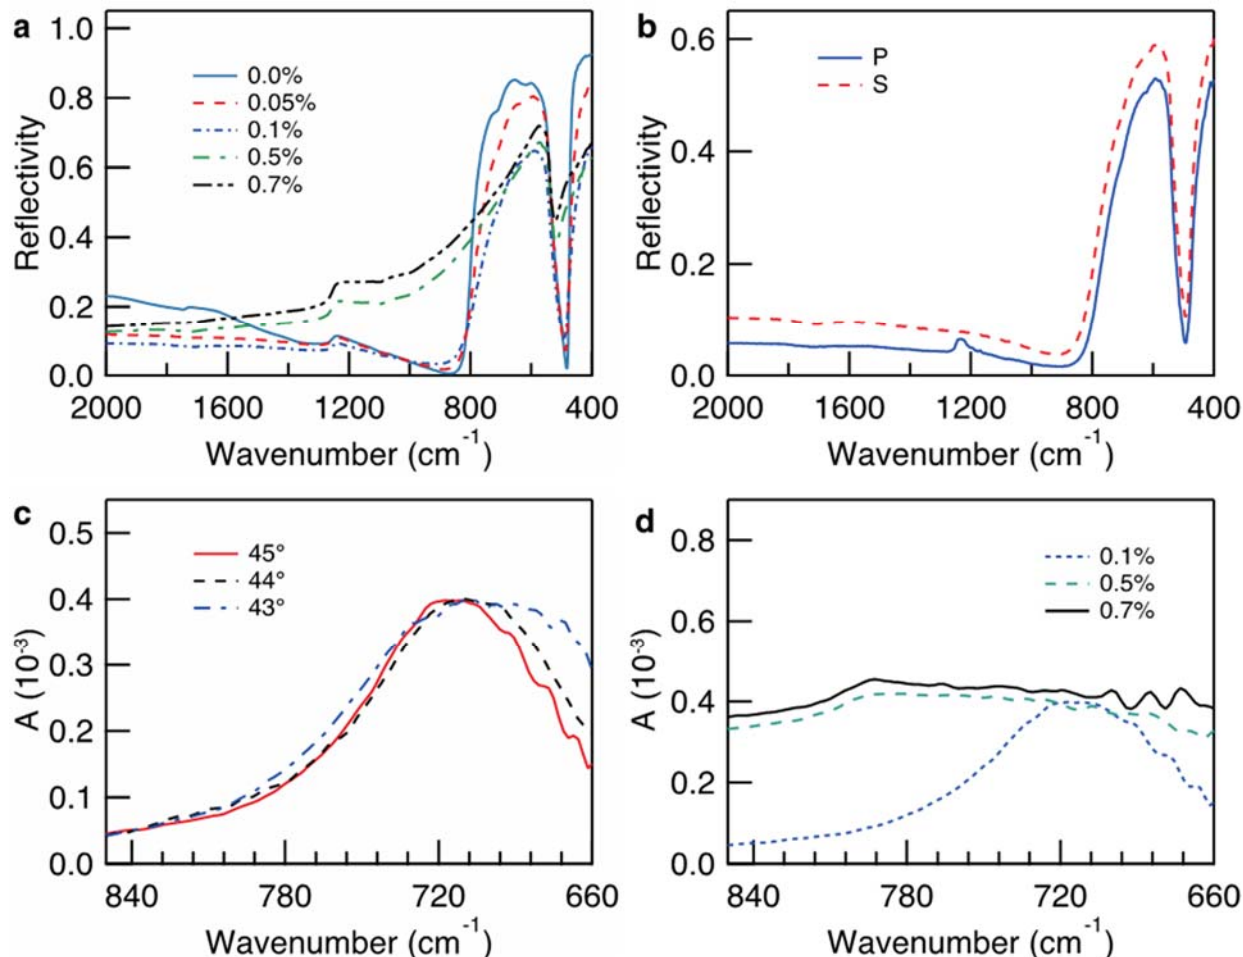 a
1.0
0.8
0.6
0.4
0.2
0.0
Reflectivity
0.0%
0.05%
0.1%
0.5%
0.7%
2000 1600 1200 800 400
Wavenumber (cm-1)
b
0.6
0.4
0.2
0.0
Reflectivity
P
S
2000 1600 1200 800 400
Wavenumber (cm-1)
c
0.5
0.4
0.3
0.2
0.1
0.0
A (10-3)
45°
44°
43°
840 780 720 660
Wavenumber (cm-1)
d
0.8
0.6
0.4
0.2
0.0
A (10-3)
0.1%
0.5%
0.7%
840 780 720 660
Wavenumber (cm-1)